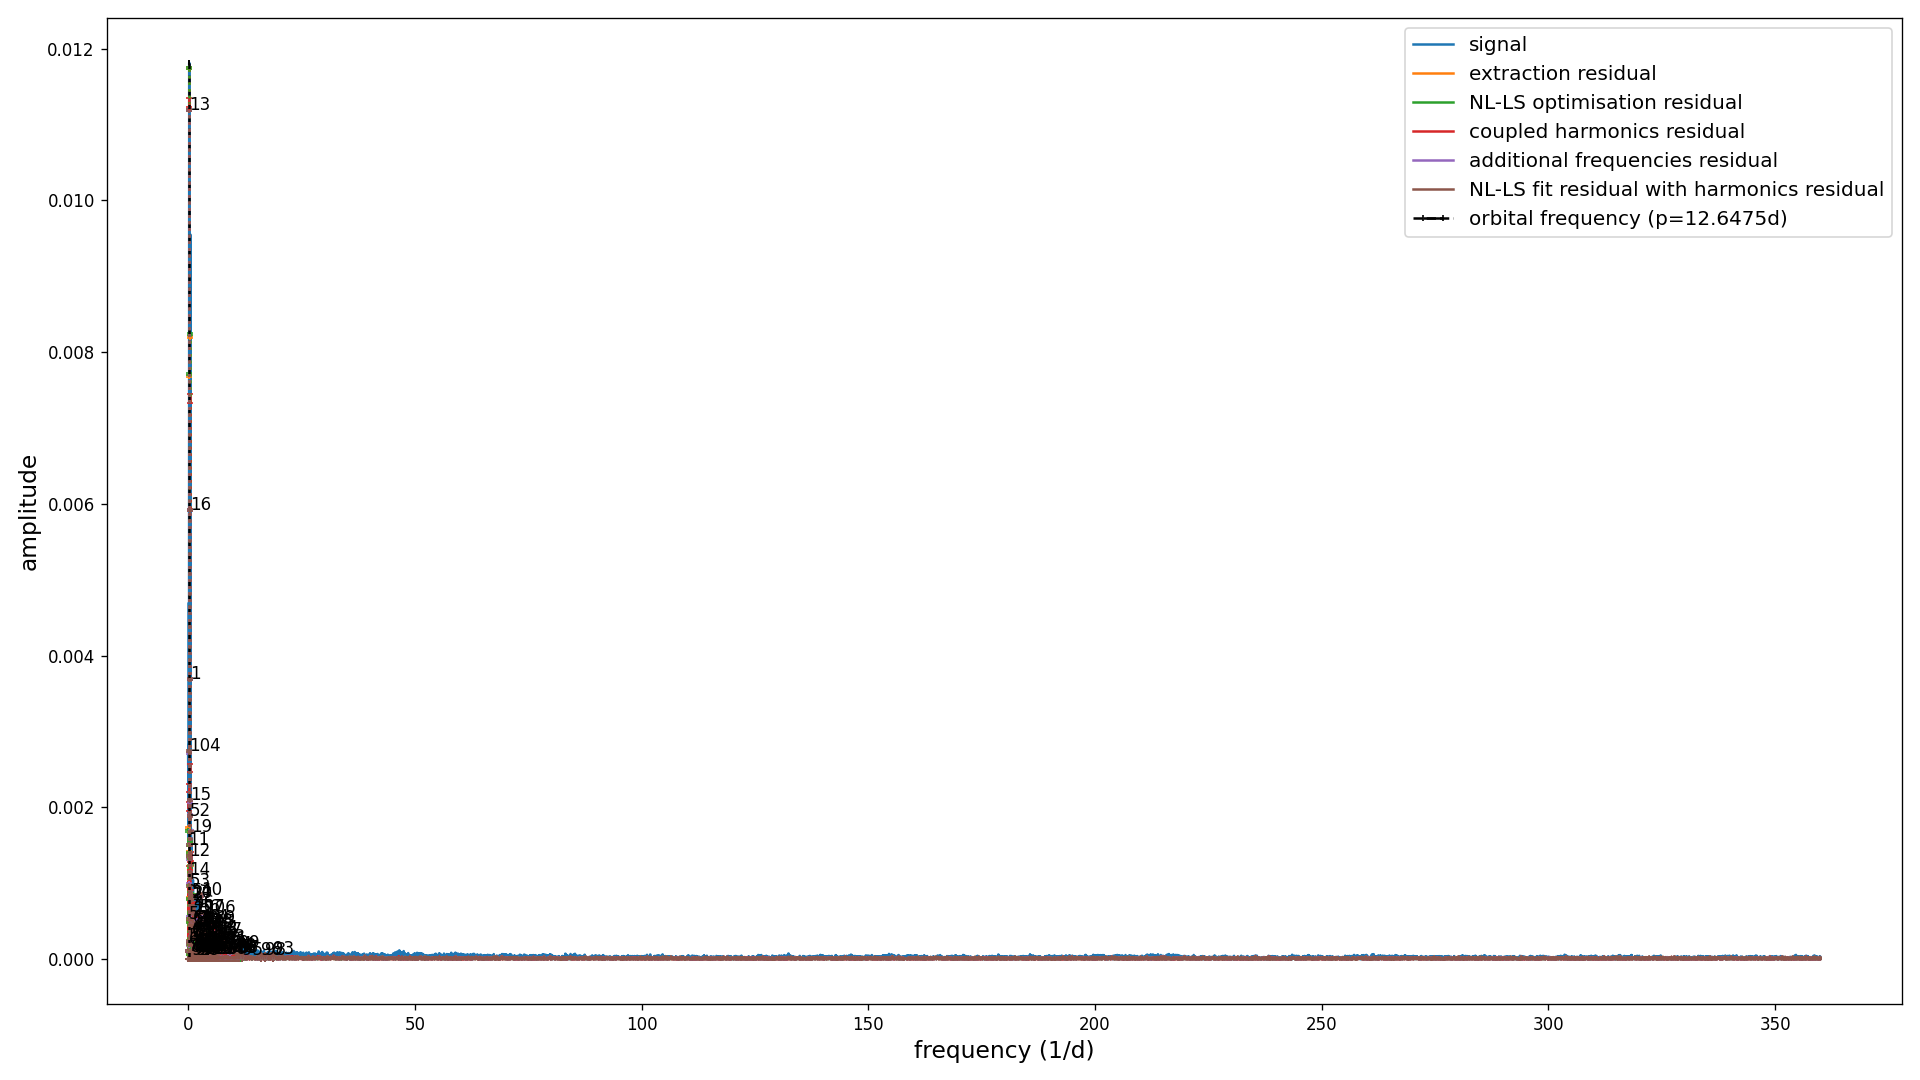 0.012
0.010
0.008
0.006
0.004
0.002
0.000
amplitude
0
50
100
150
200
250
300
350
frequency (1/d)
signal
extraction residual
NL-LS optimisation residual
coupled harmonics residual
additional frequencies residual
NL-LS fit residual with harmonics residual
orbital frequency (p=12.6475d)
13
16
1
104
15
52
19
11
12
14
53